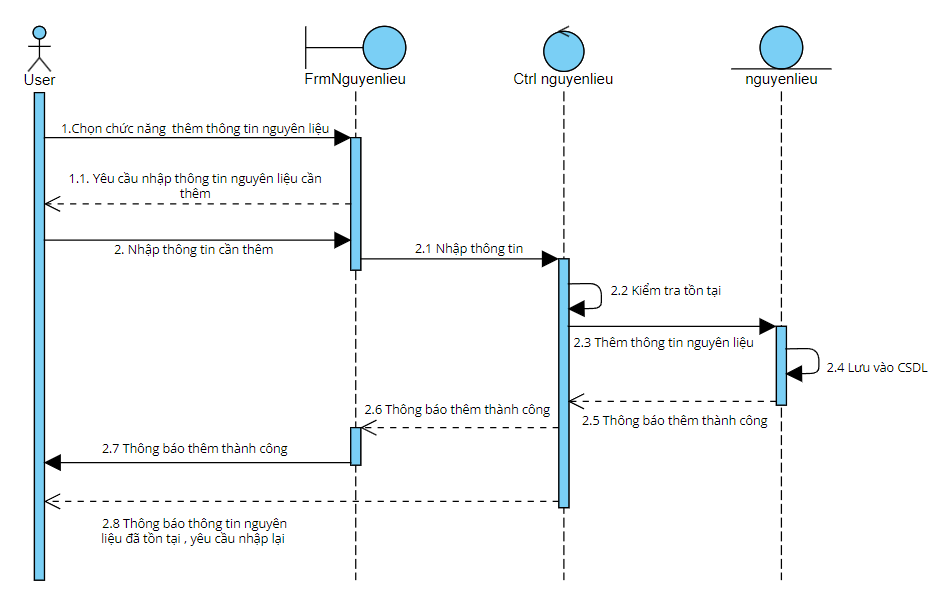 User
FrmNguyenlieu
Ctrl nguyenlieu
nguyenlieu
1.Chọn chức năng thêm thông tin nguyên liệu
1.1. Yêu cầu nhập thông tin nguyên liệu cần
thêm
2. Nhập thông tin cần thêm
2.1 Nhập thông tin
2.2 Kiểm tra tồn tại
2.3 Thêm thông tin nguyên liệu
2.4 Lưu vào CSDL
2.5 Thông báo thêm thành công
2.6 Thông báo thêm thành công
2.7 Thông báo thêm thành công
2.8 Thông báo thông tin nguyên
liệu đã tồn tại , yêu cầu nhập lại